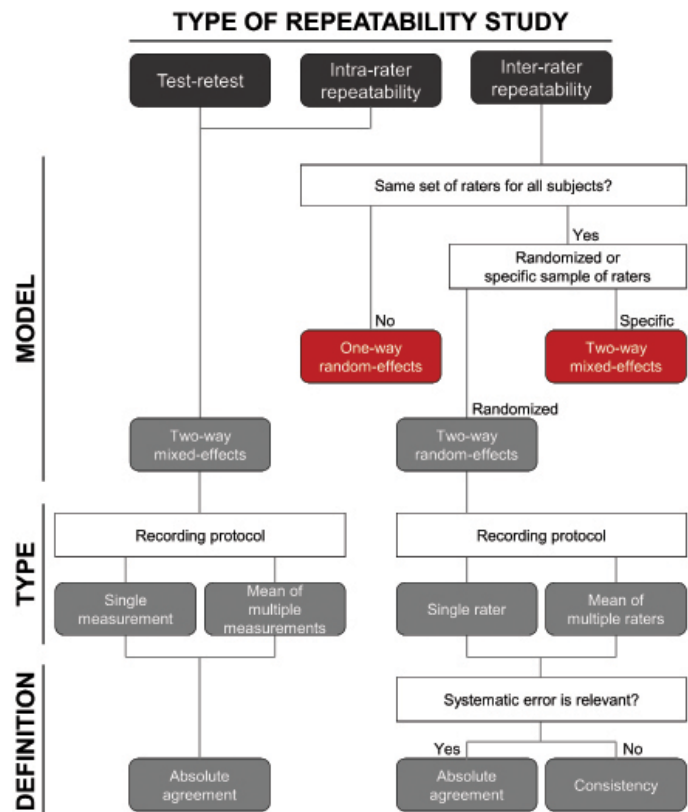 TYPE OF REPEATABILITY STUDY
Test-retest
Intra-rater
repeatability
Inter-rater
repeatability
MODEL
Same set of raters for all subjects?
Yes
Randomized or
specific sample of raters
No
Specific
One-way
random-effects
Two-way
mixed-effects
Randomized
Two-way
mixed-effects
Two-way
random-effects
TYPE
Recording protocol
Recording protocol
Single
measurement
Mean of
multiple
measurements
Single rater
Mean of
multiple raters
DEFINITION
Systematic error is relevant?
Yes
No
Absolute
agreement
Absolute
agreement
Consistency